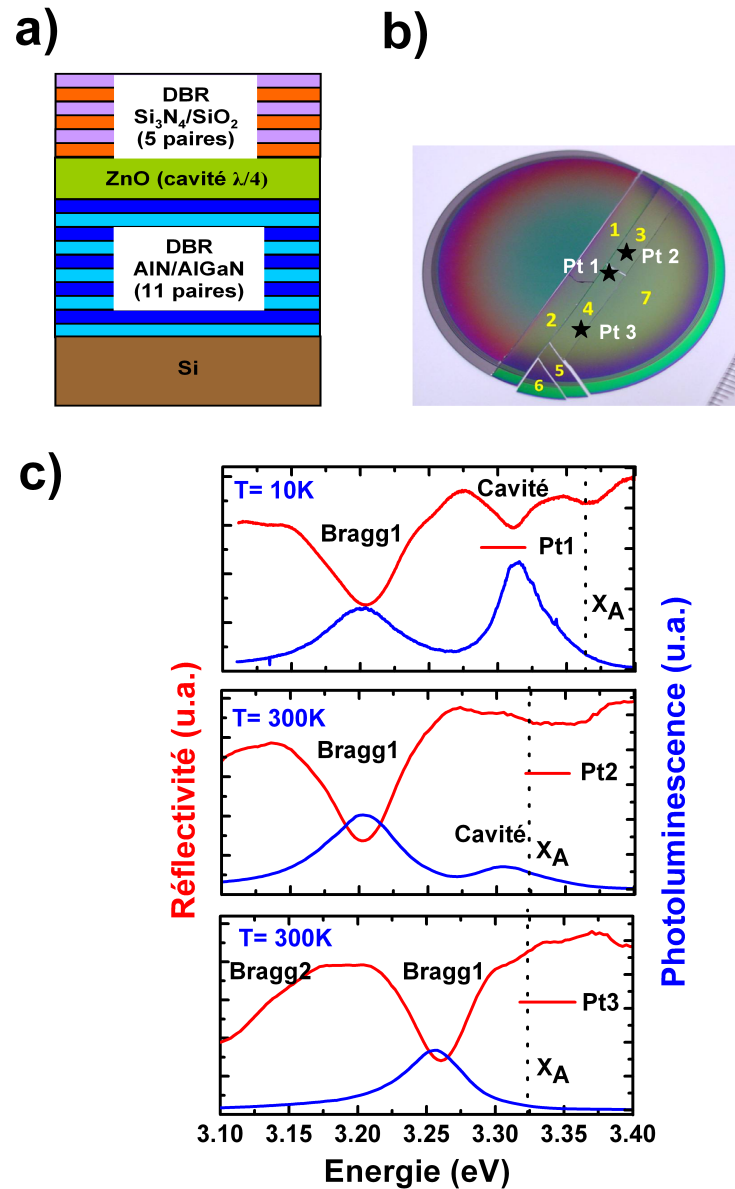 a)
DBR
Si₃N₄/SiO₂
(5 paires)
ZnO (cavité λ/4)
DBR
AlN/AlGaN
(11 paires)
Si
b)
1
3
Pt 1
Pt 2
7
2
4
Pt 3
5
6
c)
T= 10K
Cavité
Bragg1
Pt1
X_A
T= 300K
Bragg1
Pt2
Cavité
X_A
T= 300K
Bragg2
Bragg1
Pt3
X_A
Réflectivité (u.a.)
Photoluminescence (u.a.)
3.10 3.15 3.20 3.25 3.30 3.35 3.40
Energie (eV)